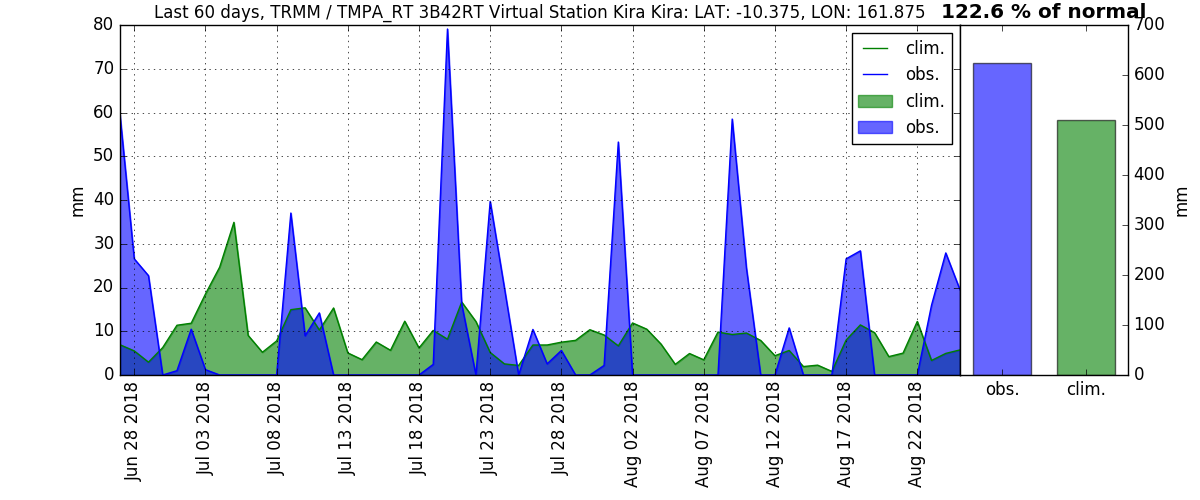 Last 60 days, TRMM / TMPA_RT 3B42RT Virtual Station Kira Kira: LAT: -10.375, LON: 161.875 122.6 % of normal
80
70
60
50
40
30
20
10
0
mm
clim.
obs.
clim.
obs.
Jun 28 2018
Jul 03 2018
Jul 08 2018
Jul 13 2018
Jul 18 2018
Jul 23 2018
Jul 28 2018
Aug 02 2018
Aug 07 2018
Aug 12 2018
Aug 17 2018
Aug 22 2018
700
600
500
400
300
200
100
0
mm
obs.
clim.